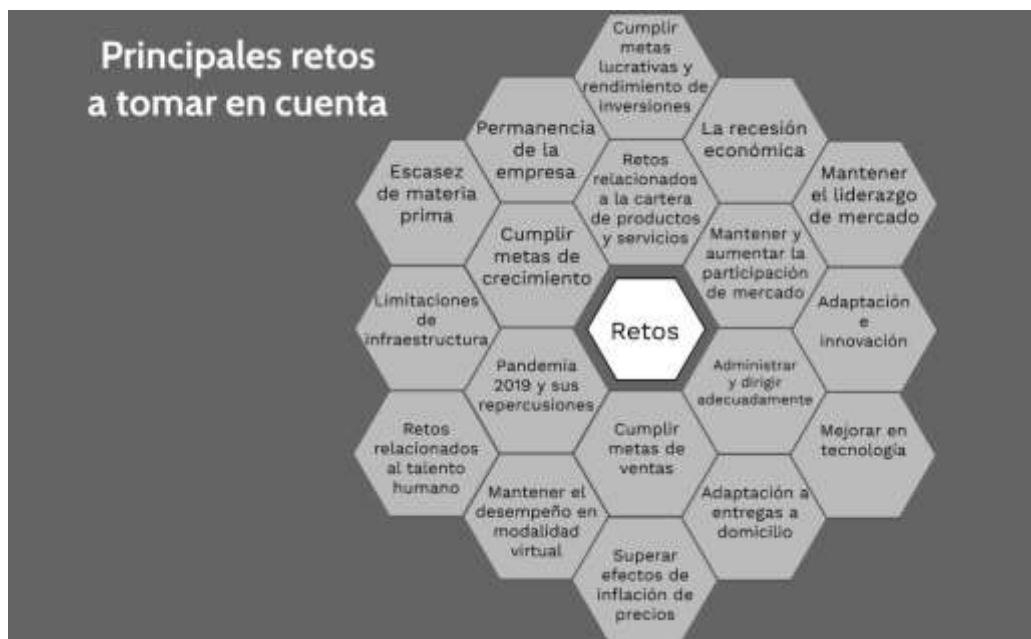 Principales retos
a tomar en cuenta
Cumplir
metas
lucrativas y
rendimiento de
inversiones
Permanencia
de la
empresa
La recesión
económica
Escasez
de materia
prima
Retos
relacionados
a la cartera
de productos
y servicios
Mantener
el liderazgo
de mercado
Cumplir
metas de
crecimiento
Mantener y
aumentar la
participación
de mercado
Limitaciones
de
infraestructura
Retos
Adaptación
e
innovación
Pandemia
2019 y sus
repercusiones
Administrar
y dirigir
adecuadamente
Retos
relacionados
al talento
humano
Cumplir
metas de
ventas
Mejorar en
tecnología
Mantener el
desempeño en
modalidad
virtual
Adaptación a
entregas a
domicilio
Superar
efectos de
inflación de
precios